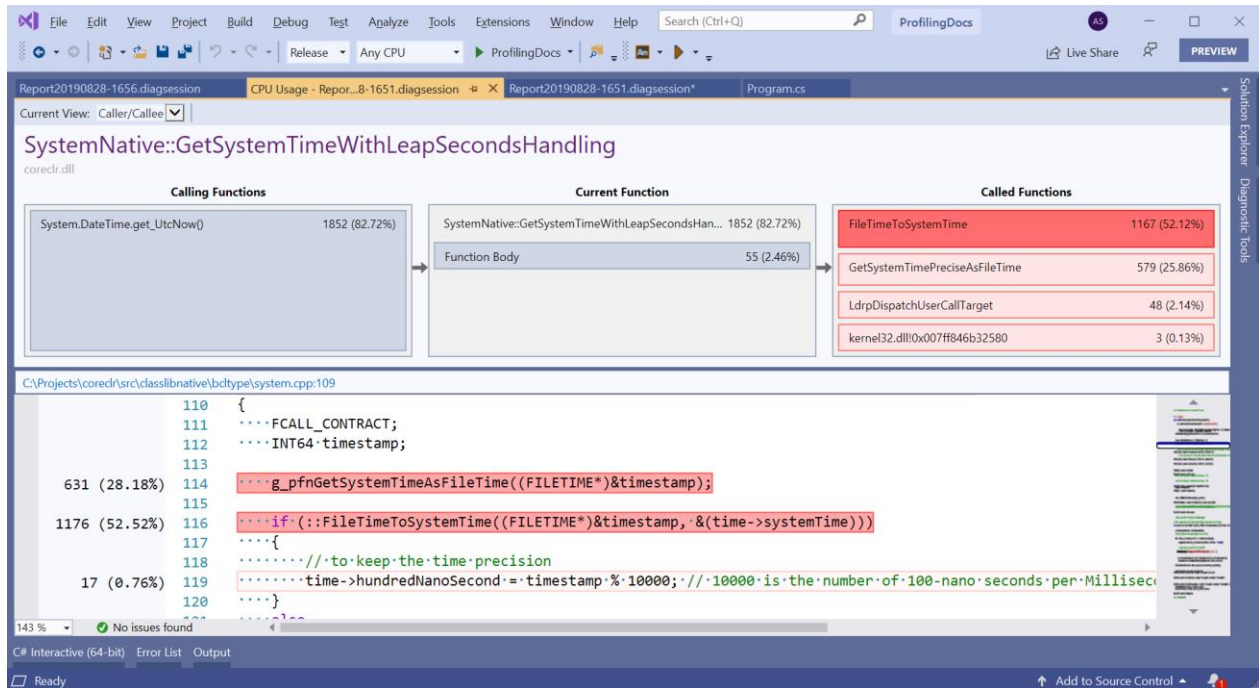 File Edit View Project Build Debug Test Analyze Tools Extensions Window Help Search (Ctrl+Q) ProfilingDocs AS
Release Any CPU ProfilingDocs Live Share PREVIEW
Report20190828-1656.diagsession CPU Usage - Repor...8-1651.diagsession Report20190828-1651.diagsession* Program.cs
Current View: Caller/Callee
SystemNative::GetSystemTimeWithLeapSecondsHandling
coreclr.dll
Calling Functions Current Function Called Functions
System.DateTime.get_UtcNow() 1852 (82.72%) SystemNative::GetSystemTimeWithLeapSecondsHan... 1852 (82.72%) FileTimeToSystemTime 1167 (52.12%)
Function Body 55 (2.46%)
GetSystemTimePreciseAsFileTime 579 (25.86%)
LdrpDispatchUserCallTarget 48 (2.14%)
kernel32.dll!0x007ff846b32580 3 (0.13%)
C:\Projects\coreclr\src\classlibnative\bcltype\system.cpp:109
110 {
111 ····FCALL_CONTRACT;
112 ····INT64·timestamp;
113
631 (28.18%) 114 ····g_pfnGetSystemTimeAsFileTime((FILETIME*)&timestamp);
115
1176 (52.52%) 116 ····if·(::FileTimeToSystemTime((FILETIME*)&timestamp,·&(time->systemTime)))
117 ····{
118 ········//·to·keep·the·time·precision
17 (0.76%) 119 ········time->hundredNanoSecond·=·timestamp·%·10000;·//·10000·is·the·number·of·100-nano·seconds·per·Millisec
120 ····}
143 % No issues found
C# Interactive (64-bit) Error List Output
Ready Add to Source Control 1
Solution Explorer
Diagnostic Tools